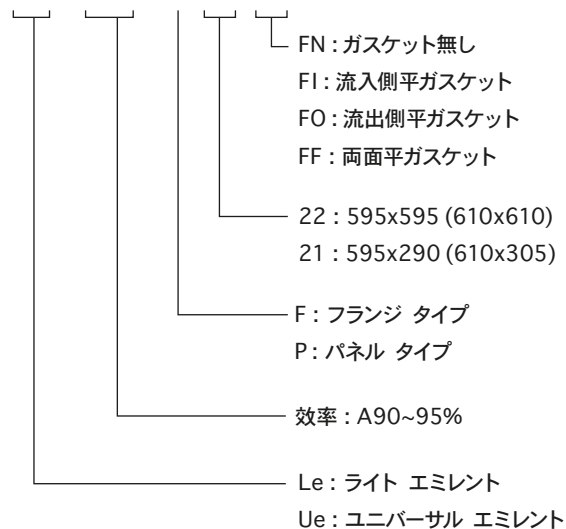 FN : ガスケット無し
FI : 流入側平ガスケット
FO : 流出側平ガスケット
FF : 両面平ガスケット
22 : 595x595 (610x610)
21 : 595x290 (610x305)
F : フランジ タイプ
P : パネル タイプ
効率 : A90~95%
Le : ライト エミレント
Ue : ユニバーサル エミレント